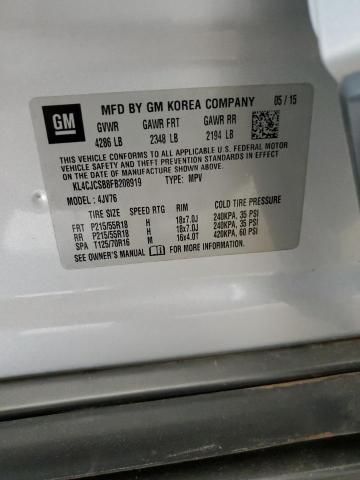 GM
MFD BY GM KOREA COMPANY 05 / 15
GVWR GAWR FRT GAWR RR
4286 LB 2348 LB 2194 LB
THIS VEHICLE CONFORMS TO ALL APPLICABLE U.S. FEDERAL MOTOR
VEHICLE SAFETY AND THEFT PREVENTION STANDARDS IN EFFECT ON
THE DATE OF MANUFACTURE SHOWN ABOVE.
KL4CJCSB8FB208919 TYPE: MPV
MODEL : 4JV76
TIRE SIZE SPEED RTG RIM COLD TIRE PRESSURE
FRT P215/55R18 H 18x7.0J 240KPA, 35 PSI
RR P215/55R18 H 18x7.0J 240KPA, 35 PSI
SPA T125/70R16 M 16x4.0T 420KPA, 60 PSI
SEE OWNER'S MANUAL FOR ADDITIONAL INFORMATION.